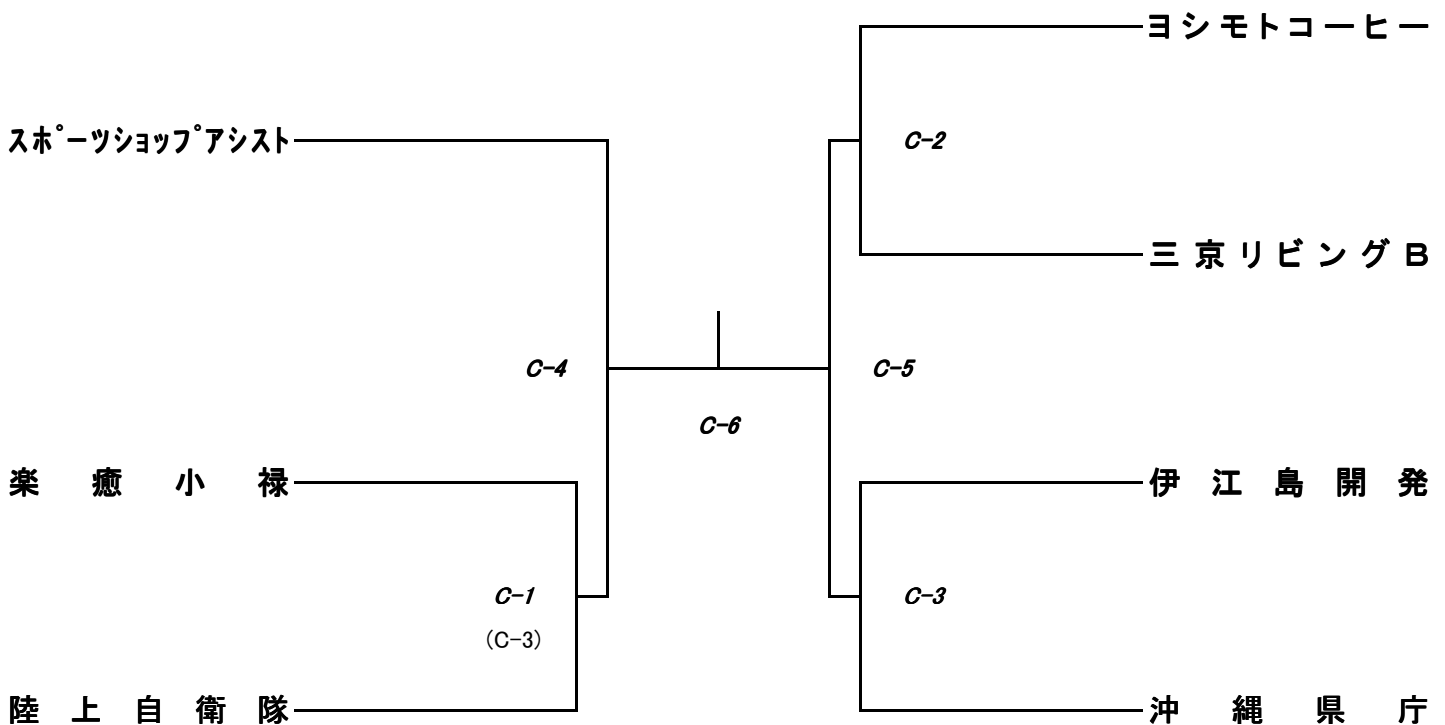 ヨシモトコーヒー
スポーツショップアシスト
C-2
三京リビングB
C-4
C-5
C-6
楽癒小禄
伊江島開発
C-1
C-3
(C-3)
陸上自衛隊
沖縄県庁